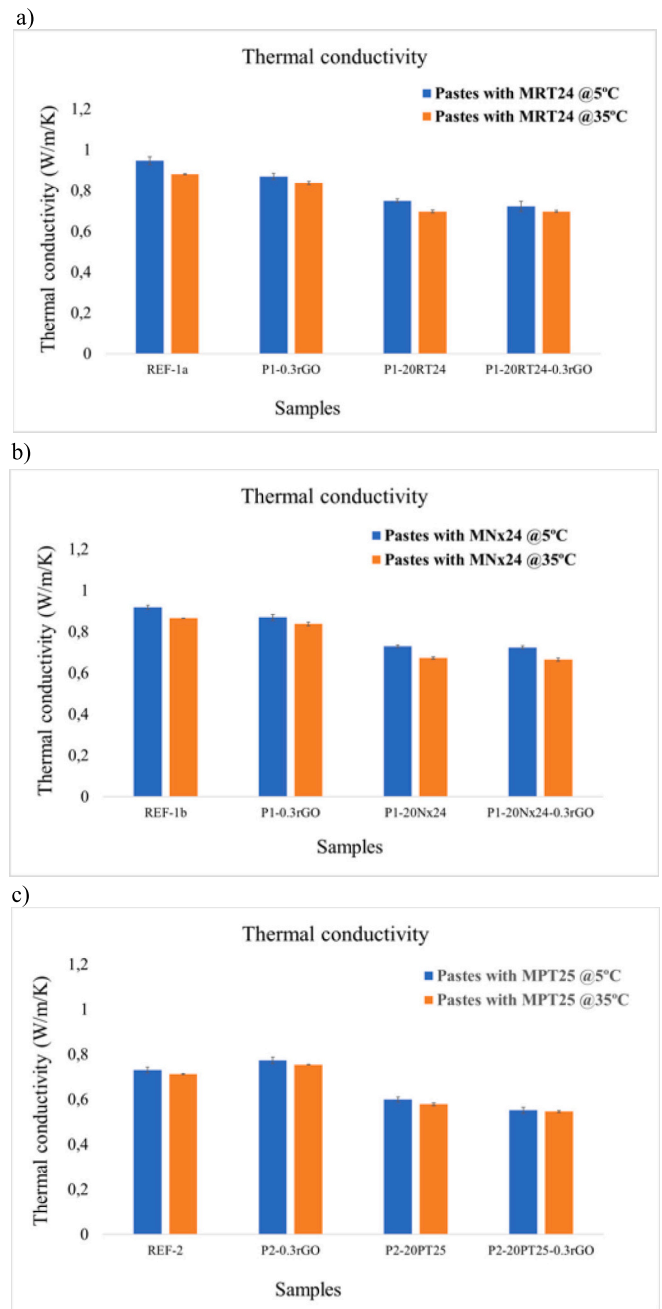 a)
Thermal conductivity
Pastes with MRT24 @5ºC
Pastes with MRT24 @35ºC
Thermal conductivity (W/m/K)
1,2
1
0,8
0,6
0,4
0,2
0
REF-1a P1-0.3rGO P1-20RT24 P1-20RT24-0.3rGO
Samples
b)
Thermal conductivity
Pastes with MNx24 @5ºC
Pastes with MNx24 @35ºC
Thermal conductivity (W/m/K)
1,2
1
0,8
0,6
0,4
0,2
0
REF-1b P1-0.3rGO P1-20Nx24 P1-20Nx24-0.3rGO
Samples
c)
Thermal conductivity
Pastes with MPT25 @5ºC
Pastes with MPT25 @35ºC
Thermal conductivity (W/m/K)
1,2
1
0,8
0,6
0,4
0,2
0
REF-2 P2-0.3rGO P2-20PT25 P2-20PT25-0.3rGO
Samples